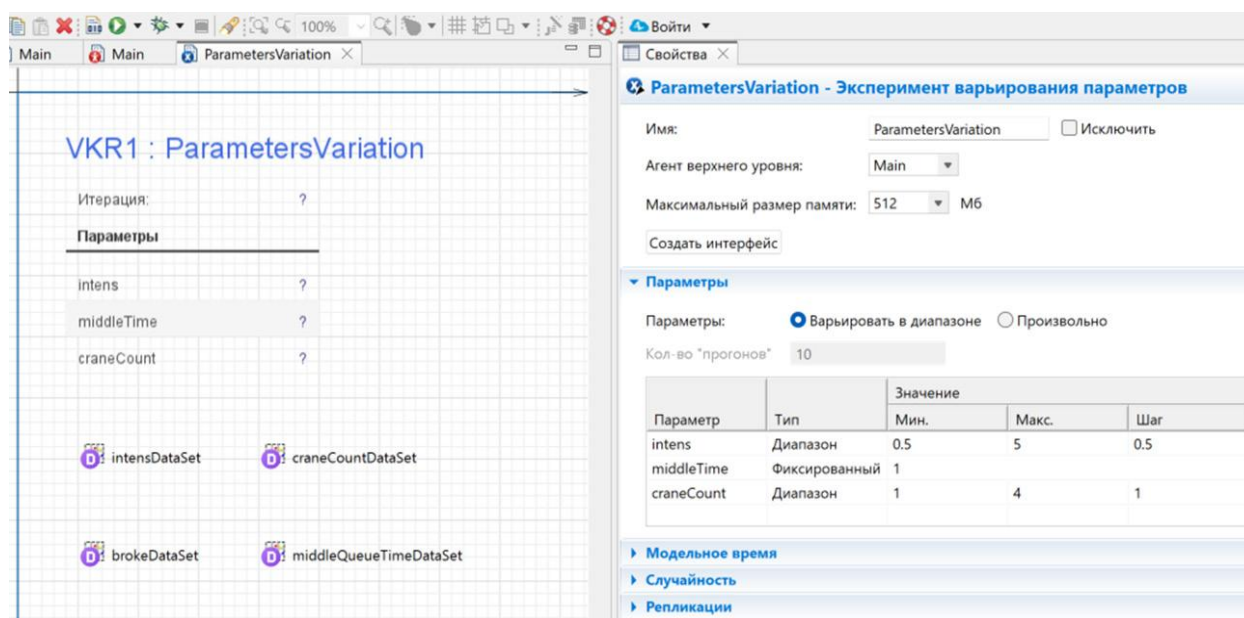 100%
Войти
Main
Main
ParametersVariation
Свойства
ParametersVariation - Эксперимент варьирования параметров
VKR1 : ParametersVariation
Итерация: ?
Параметры
intens ?
middleTime ?
craneCount ?
intensDataSet craneCountDataSet
brokeDataSet middleQueueTimeDataSet
Имя: ParametersVariation Исключить
Агент верхнего уровня: Main
Максимальный размер памяти: 512 Мб
Создать интерфейс
Параметры
Параметры: Варьировать в диапазоне Произвольно
Кол-во "прогонов" 10
Значение
Параметр Тип Мин. Макс. Шаг
intens Диапазон 0.5 5 0.5
middleTime Фиксированный 1
craneCount Диапазон 1 4 1
Модельное время
Случайность
Репликации